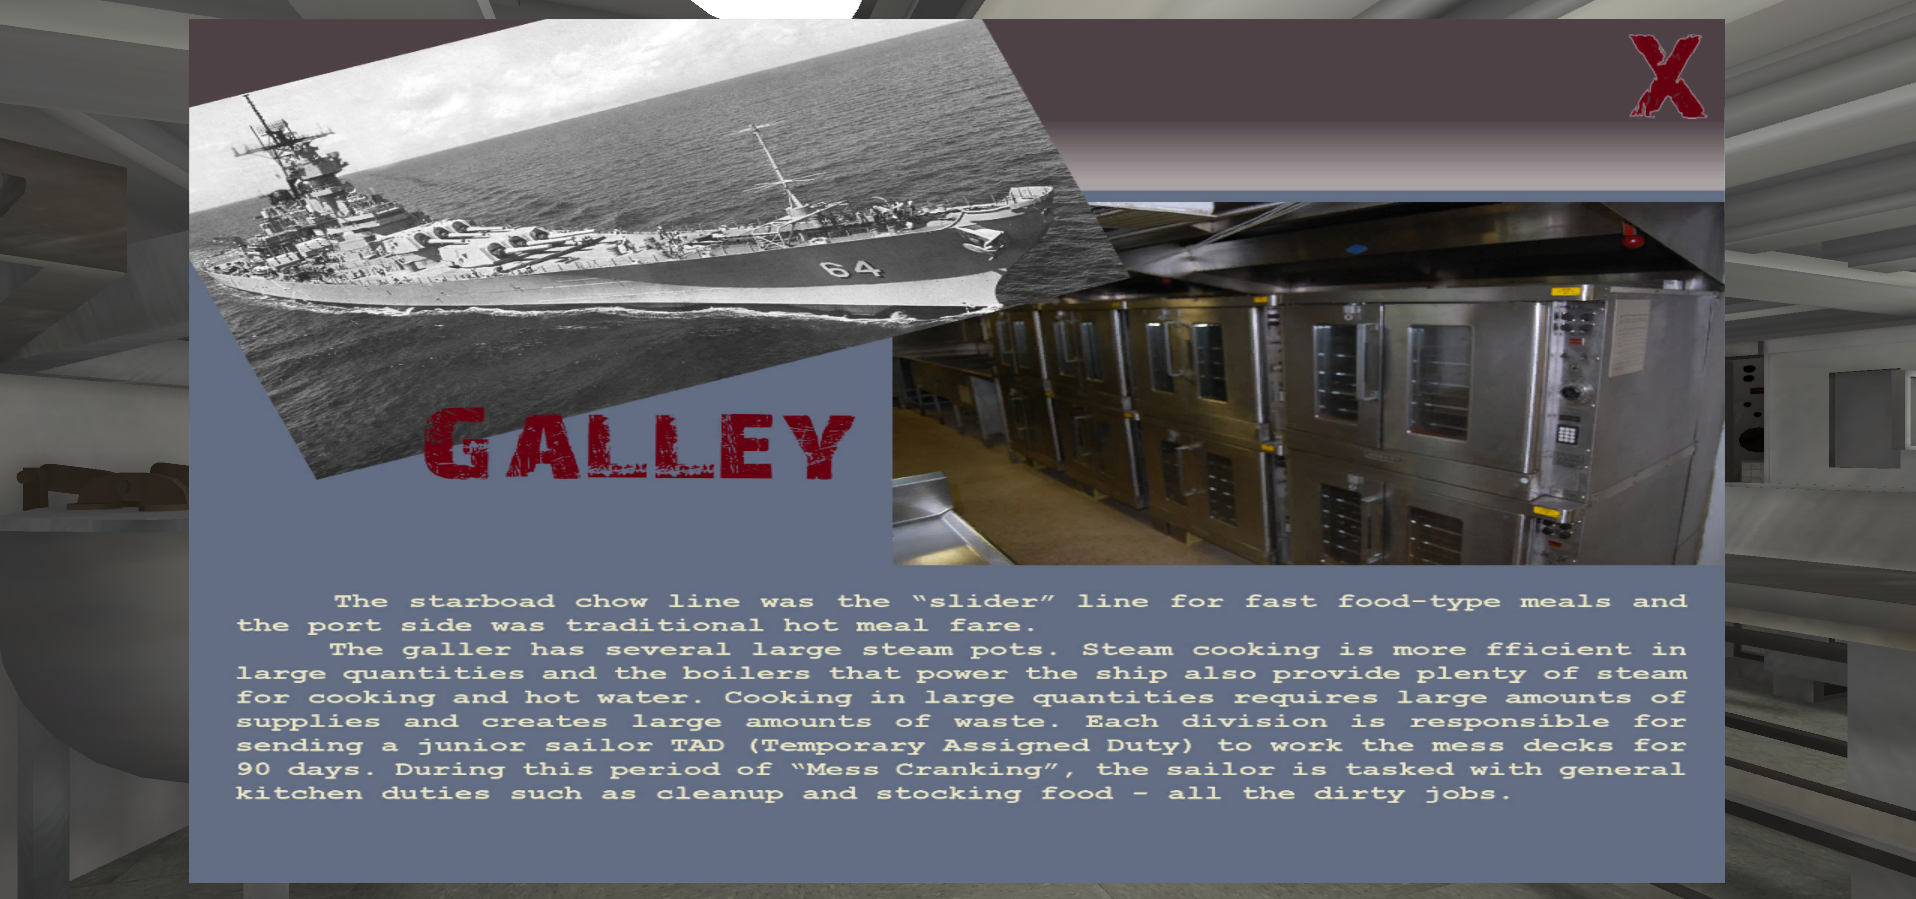 X
64
GALLEY
The starboad chow line was the “slider” line for fast food-type meals and
the port side was traditional hot meal fare.
The galler has several large steam pots. Steam cooking is more fficient in
large quantities and the boilers that power the ship also provide plenty of steam
for cooking and hot water. Cooking in large quantities requires large amounts of
supplies and creates large amounts of waste. Each division is responsible for
sending a junior sailor TAD (Temporary Assigned Duty) to work the mess decks for
90 days. During this period of “Mess Cranking”, the sailor is tasked with general
kitchen duties such as cleanup and stocking food - all the dirty jobs.